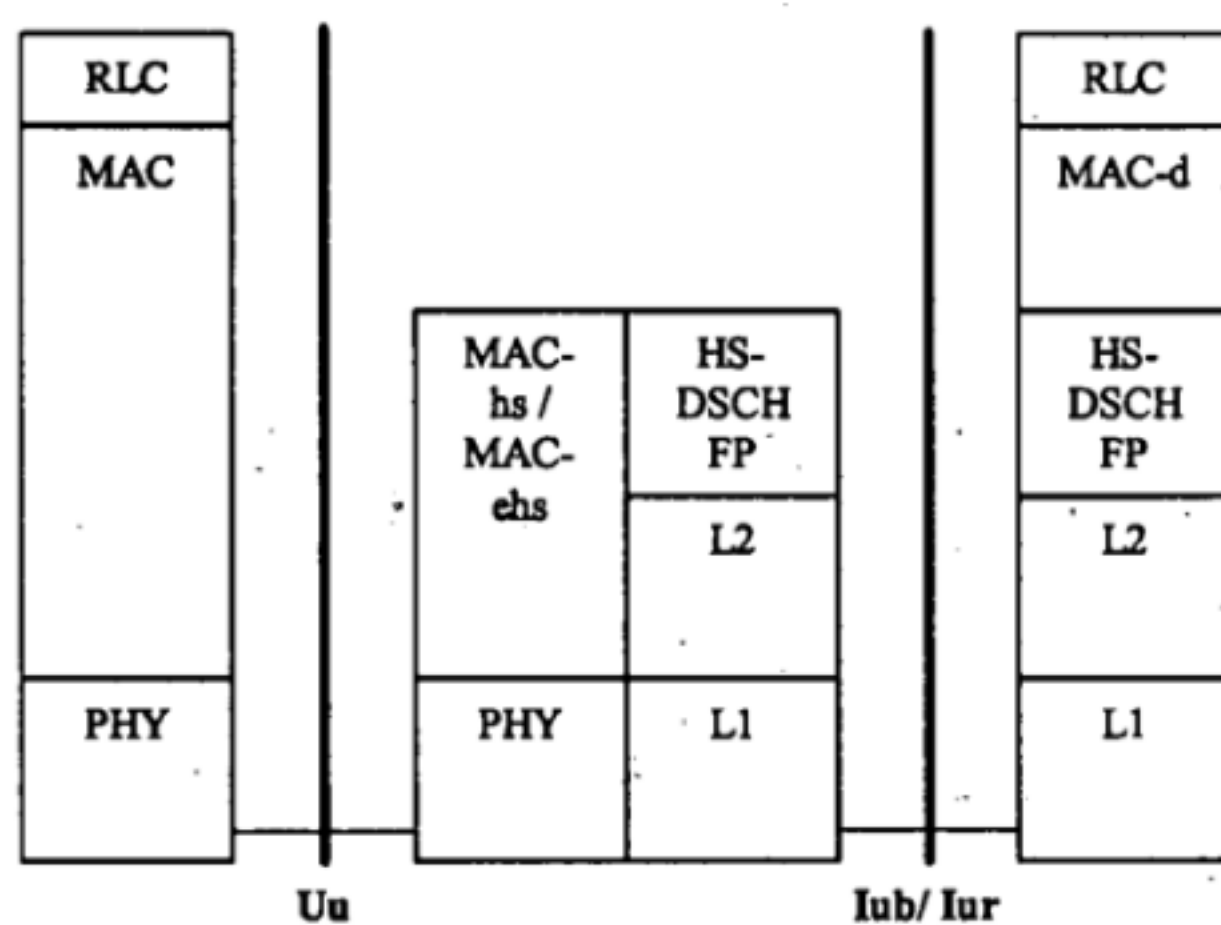 RLC
MAC
PHY
MAC-
hs /
MAC-
ehs
PHY
HS-
DSCH
FP
L2
L1
RLC
MAC-d
HS-
DSCH
FP
L2
L1
Uu
Iub/ Iur